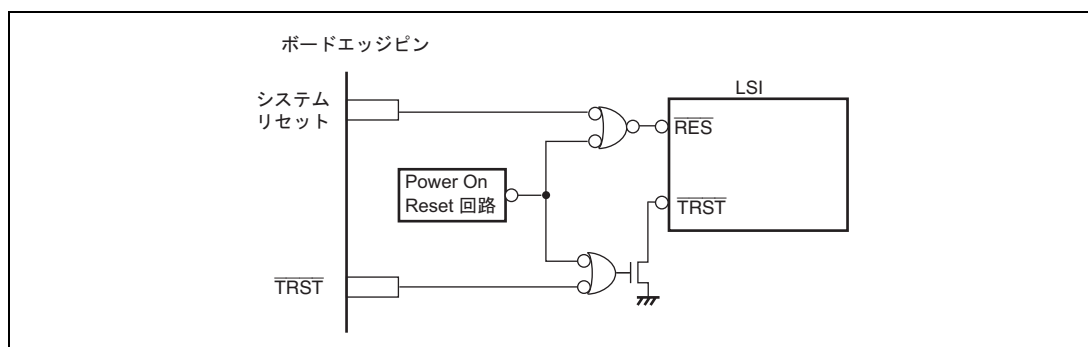 ボードエッジピン
システム
リセット
LSI
RES
Power On
Reset 回路
TRST
TRST